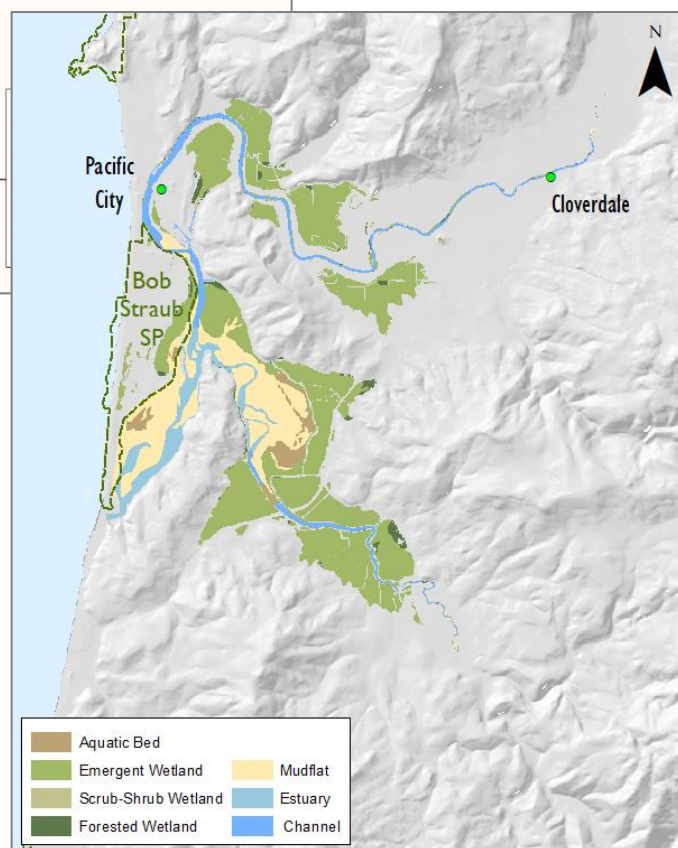 N
Pacific
City
Cloverdale
Bob
Straub
SP
Aquatic Bed
Emergent Wetland
Scrub-Shrub Wetland
Forested Wetland
Mudflat
Estuary
Channel